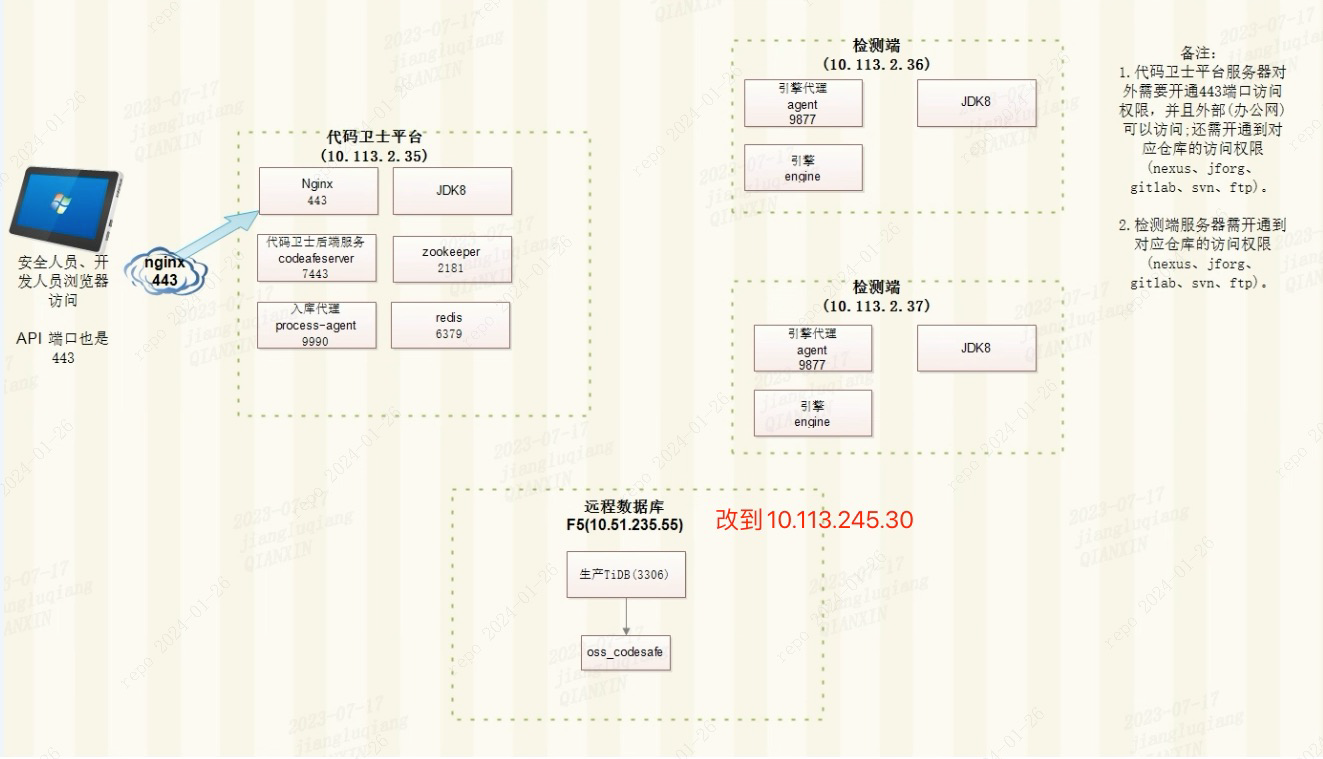 安全人员、开
发人员浏览器
访问
API 端口也是
443
nginx
443
代码卫士平台
(10.113.2.35)
Nginx
443
JDK8
代码卫士后端服务
codeafeserver
7443
zookeeper
2181
入库代理
process-agent
9990
redis
6379
检测端
(10.113.2.36)
引擎代理
agent
9877
JDK8
引擎
engine
检测端
(10.113.2.37)
引擎代理
agent
9877
JDK8
引擎
engine
远程数据库
F5(10.51.235.55)
改到10.113.245.30
生产TiDB(3306)
oss_codesafe
备注:
1.代码卫士平台服务器对
外需要开通443端口访问
权限，并且外部(办公网)
可以访问;还需开通到对
应仓库的访问权限
(nexus、jforg、
gitlab、svn、ftp)。
2.检测端服务器需开通到
对应仓库的访问权限
(nexus、jforg、
gitlab、svn、ftp)。
2023-07-17
jiangluqiang
QIANXIN
repo 2024-01-26